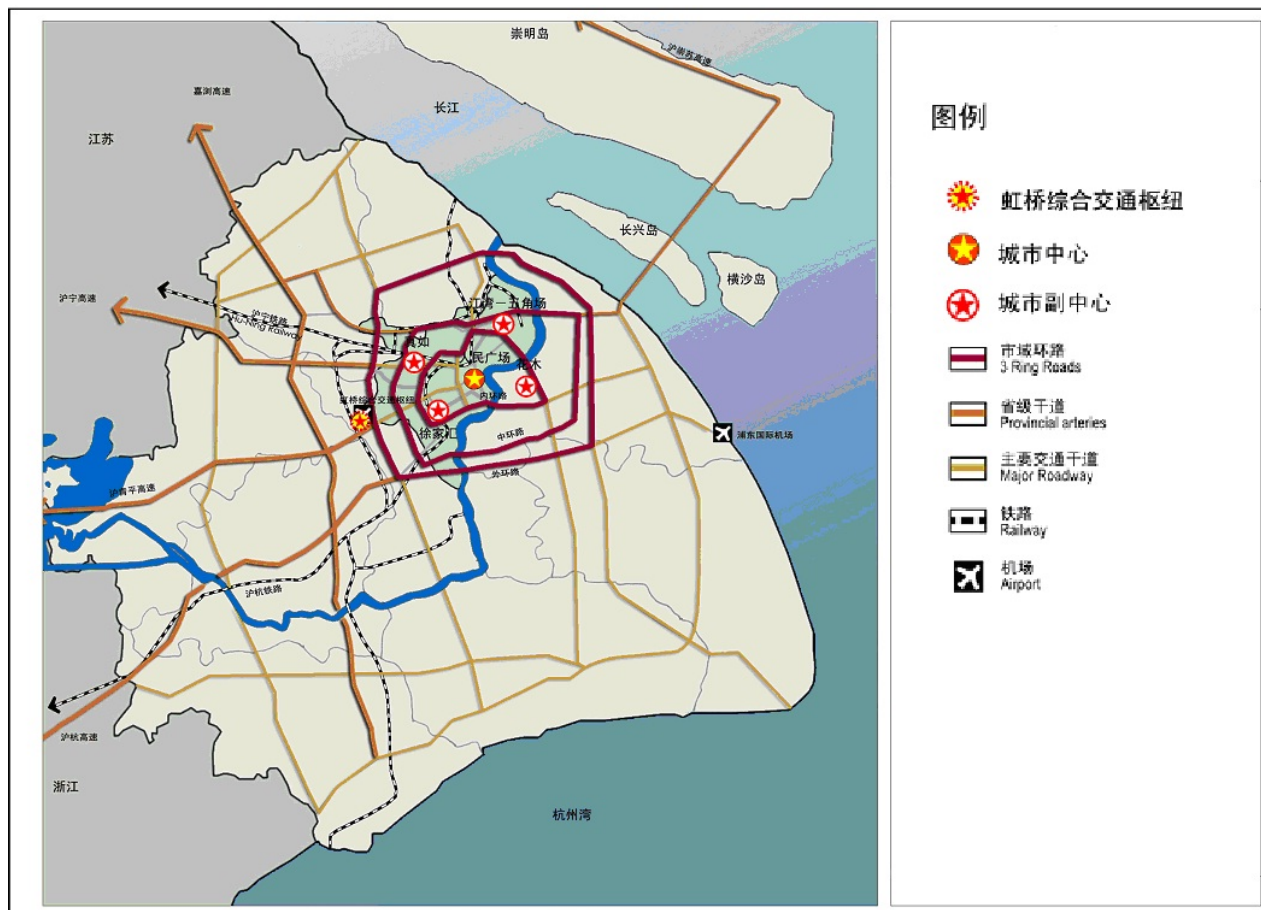 崇明岛
沪崇苏高速
嘉浏高速
长江
江苏
长兴岛
横沙岛
沪宁高速
沪宁铁路
Hu-Ning Railway
江湾－五角场
真如
民广场
花木
虹桥综合交通枢纽
内环路
徐家汇
中环路
浦东国际机场
外环路
沪青平高速
沪杭铁路
沪杭高速
浙江
杭州湾
图例
虹桥综合交通枢纽
城市中心
城市副中心
市域环路
3 Ring Roads
省级干道
Provincial arteries
主要交通干道
Major Roadway
铁路
Railway
机场
Airport